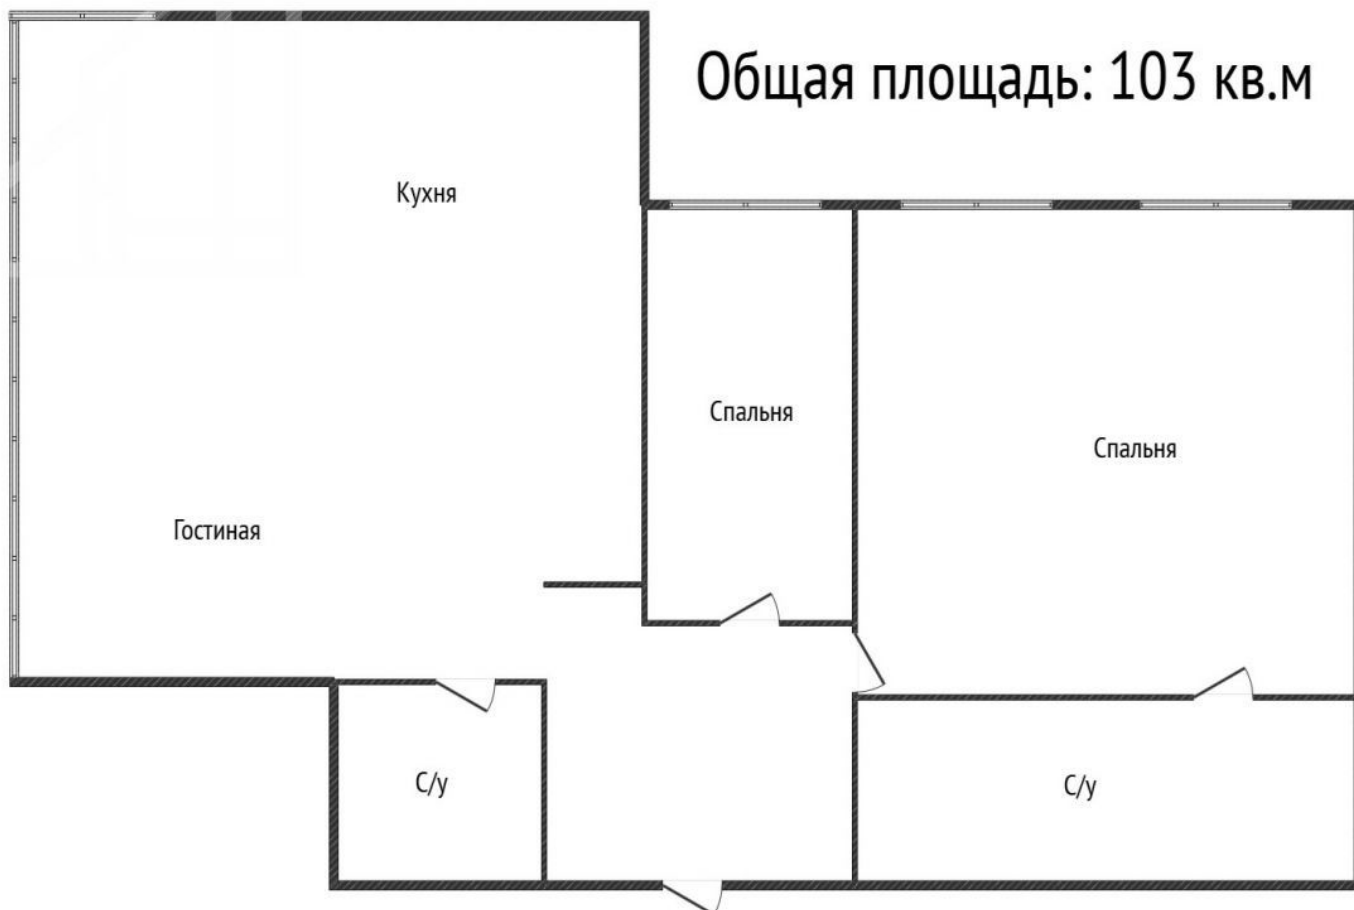 Общая площадь: 103 кв.м
Кухня
Спальня
Спальня
Гостиная
С/у
С/у